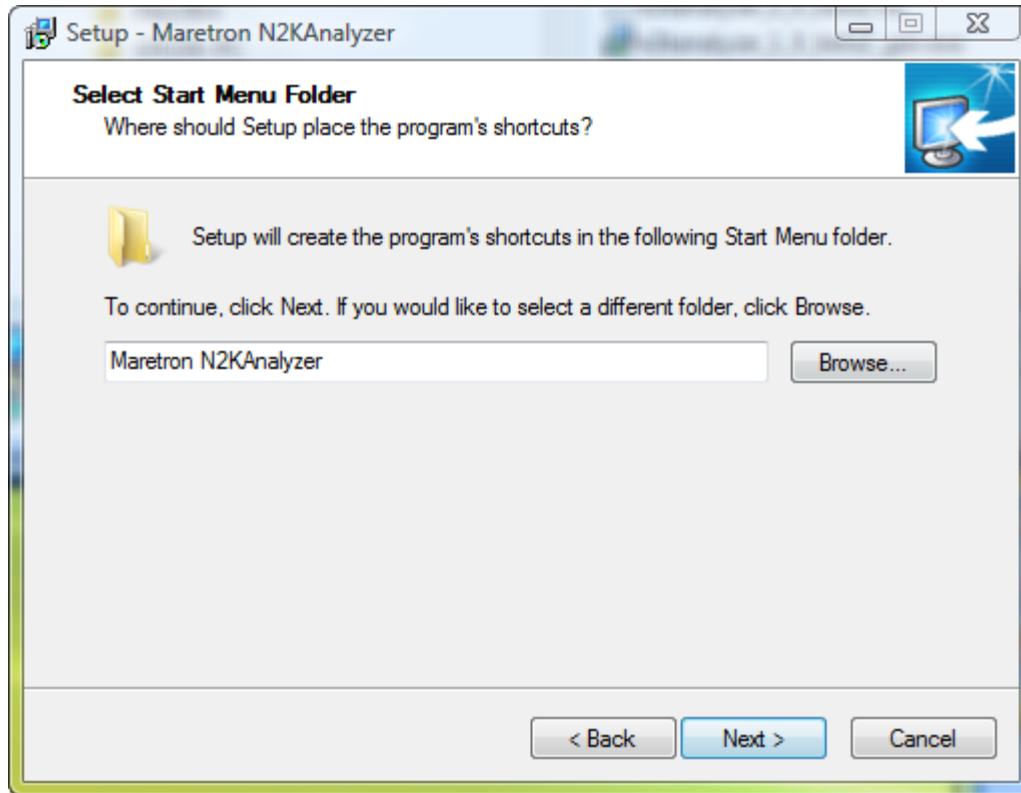 Setup - Maretron N2KAnalyzer
Select Start Menu Folder
Where should Setup place the program's shortcuts?
Setup will create the program's shortcuts in the following Start Menu folder.
To continue, click Next. If you would like to select a different folder, click Browse.
Maretron N2KAnalyzer
Browse...
< Back
Next >
Cancel